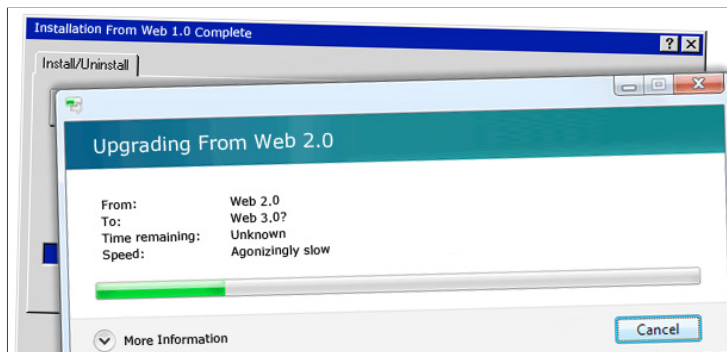 Installation From Web 1.0 Complete
Install/Uninstall
Upgrading From Web 2.0
From: Web 2.0
To: Web 3.0?
Time remaining: Unknown
Speed: Agonizingly slow
More Information
Cancel